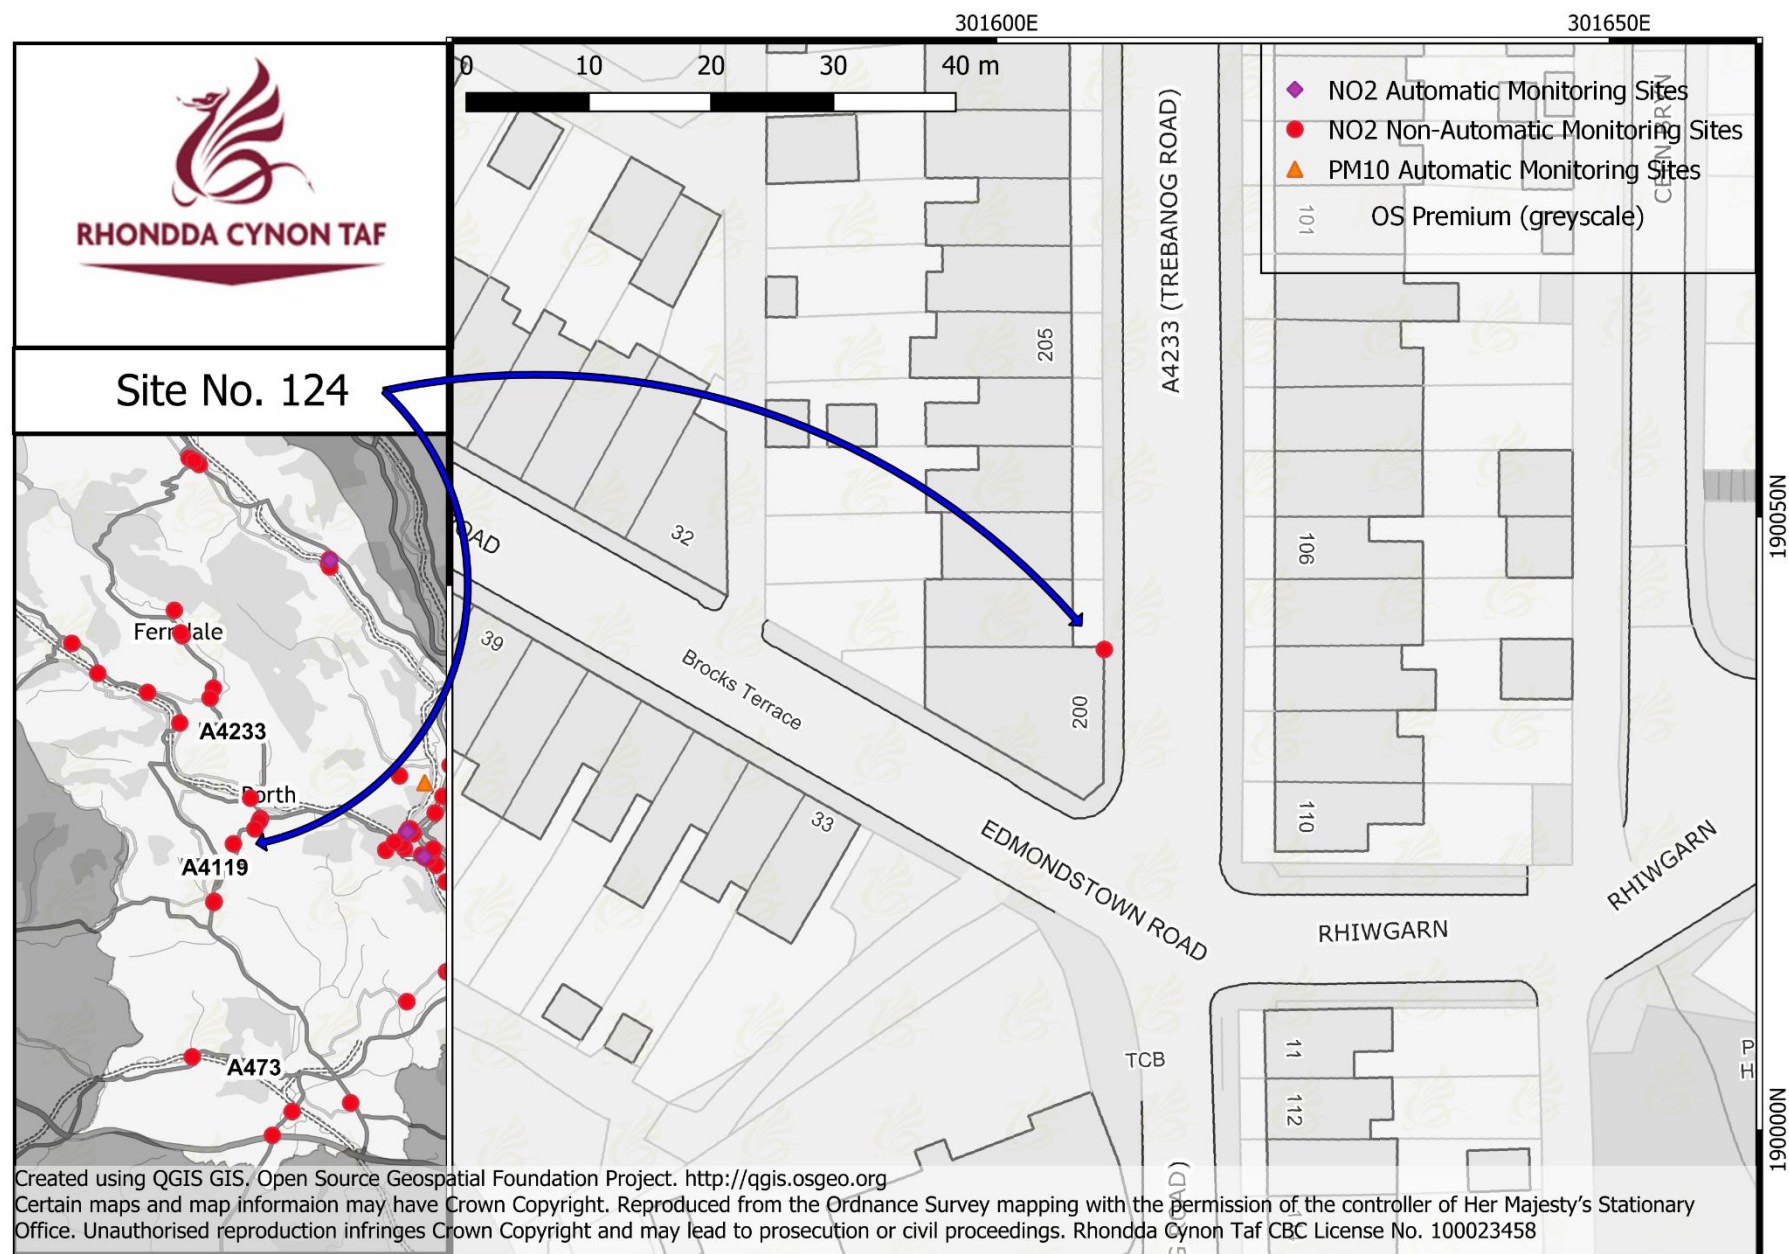 301600E
301650E
0 10 20 30 40 m
RHONDDA CYNON TAF
Site No. 124
NO2 Automatic Monitoring Sites
NO2 Non-Automatic Monitoring Sites
PM10 Automatic Monitoring Sites
OS Premium (greyscale)
CEFN BRYN
101
A4233 (TREBANOG ROAD)
205
32
39
Brocks Terrace
33
200
106
110
190050N
EDMONDSTOWN ROAD
RHIWGARN
RHIWGARN
TCB
11
112
P
H
190000N
Ferndale
A4233
Porth
A4119
A473
Created using QGIS GIS. Open Source Geospatial Foundation Project. http://qgis.osgeo.org
Certain maps and map informaion may have Crown Copyright. Reproduced from the Ordnance Survey mapping with the permission of the controller of Her Majesty's Stationary
Office. Unauthorised reproduction infringes Crown Copyright and may lead to prosecution or civil proceedings. Rhondda Cynon Taf CBC License No. 100023458